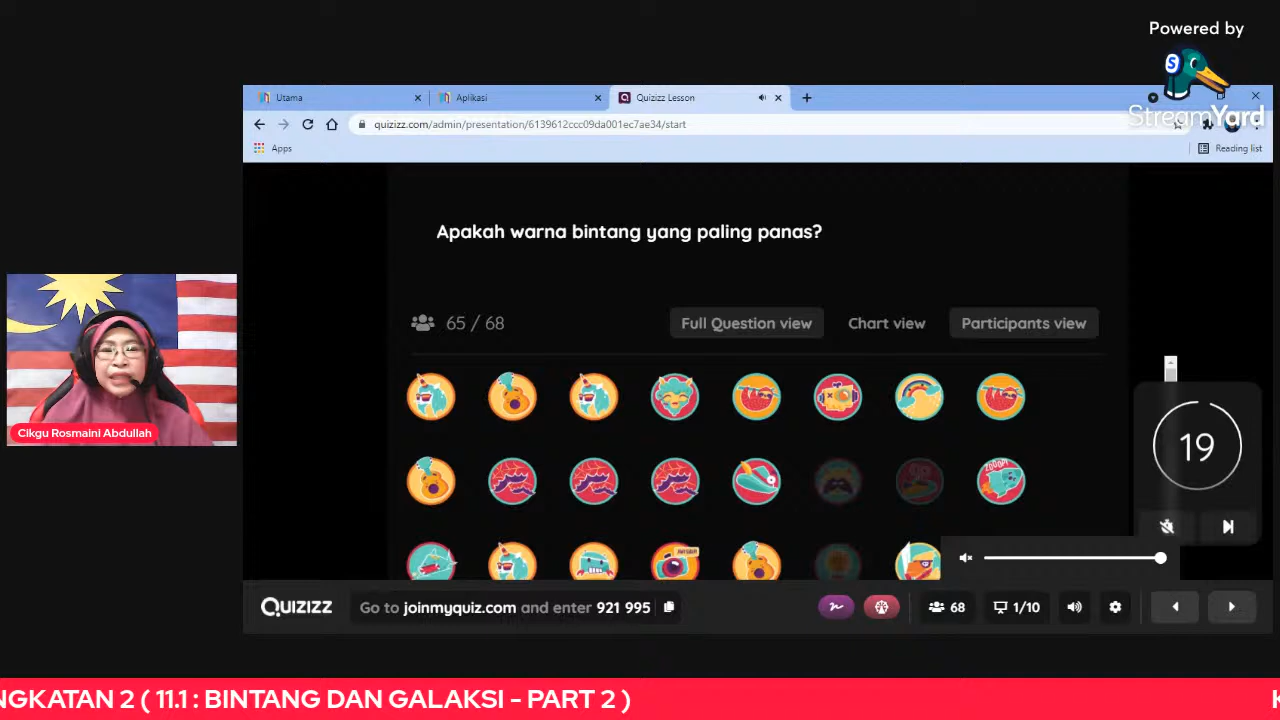 Powered by
StreamYard
Utama
Aplikasi
Quizizz Lesson
quizizz.com/admin/presentation/6139612ccc09da001ec7ae34/start
Apps
Reading list
Apakah warna bintang yang paling panas?
65 / 68
Full Question view
Chart view
Participants view
19
Cikgu Rosmaini Abdullah
QUIZIZZ
Go to joinmyquiz.com and enter 921 995
68
1/10
NGKATAN 2 ( 11.1 : BINTANG DAN GALAKSI - PART 2 )